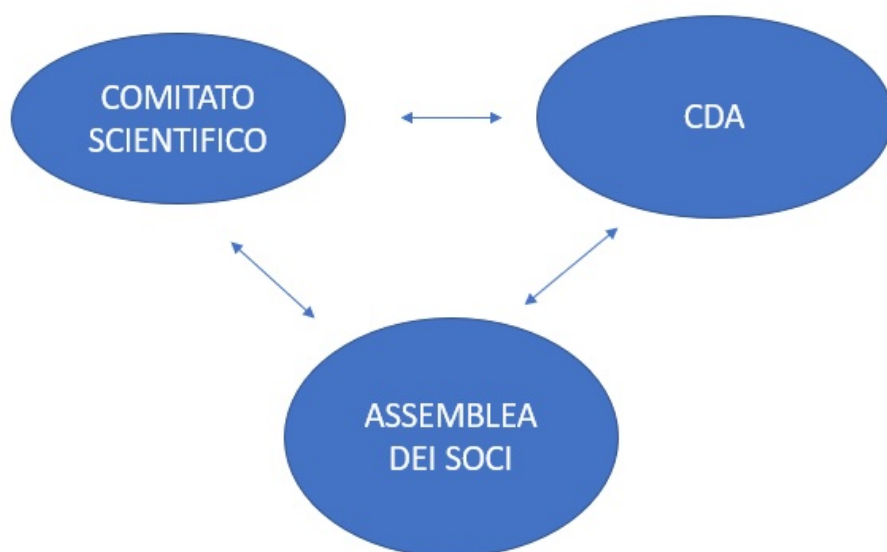 COMITATO
SCIENTIFICO
CDA
ASSEMBLEA
DEI SOCI